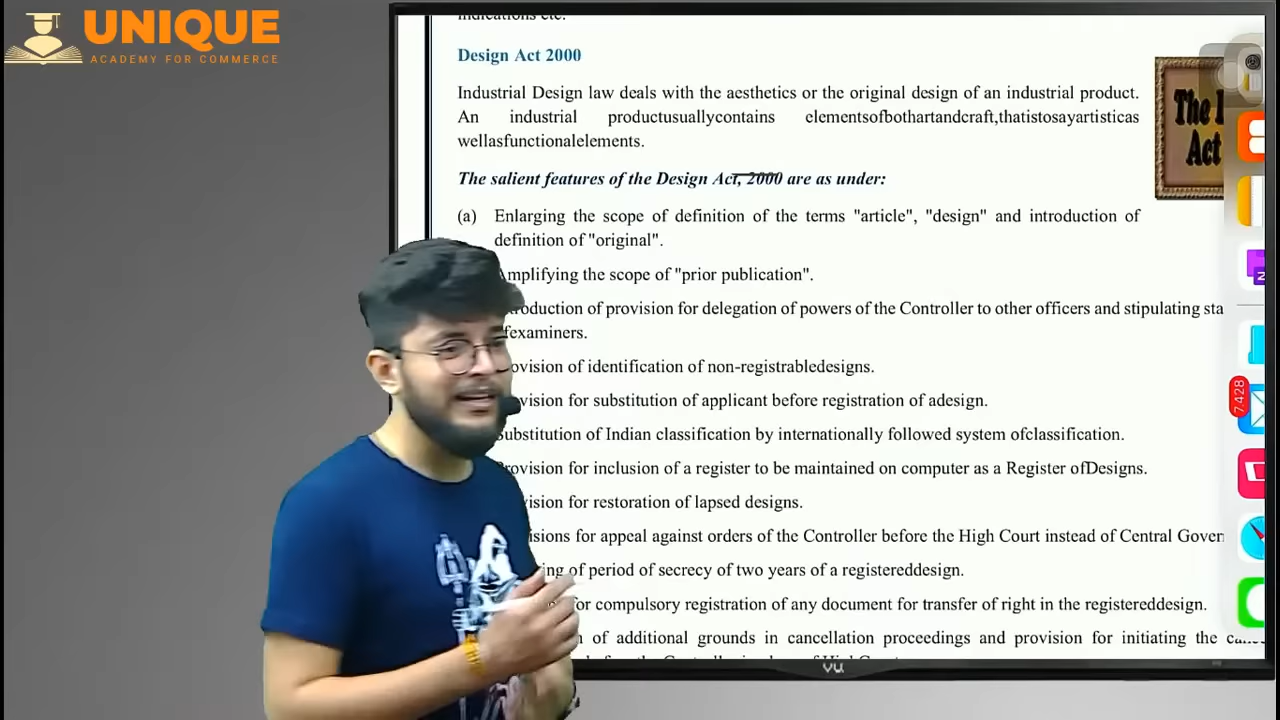 UNIQUE
ACADEMY FOR COMMERCE
indications etc.
Design Act 2000
Industrial Design law deals with the aesthetics or the original design of an industrial product.
An industrial productusuallycontains elementsofbothartandcraft,thatistosayartisticas
wellasfunctionalelements.
The salient features of the Design Act, 2000 are as under:
The
Act
(a) Enlarging the scope of definition of the terms "article", "design" and introduction of
definition of "original".
mplifying the scope of "prior publication".
roduction of provision for delegation of powers of the Controller to other officers and stipulating sta
fexaminers.
ovision of identification of non-registrabledesigns.
vision for substitution of applicant before registration of adesign.
7,428
ubstitution of Indian classification by internationally followed system ofclassification.
rovision for inclusion of a register to be maintained on computer as a Register ofDesigns.
vision for restoration of lapsed designs.
isions for appeal against orders of the Controller before the High Court instead of Central Gover
ing of period of secrecy of two years of a registereddesign.
for compulsory registration of any document for transfer of right in the registereddesign.
n of additional grounds in cancellation proceedings and provision for initiating the
VU